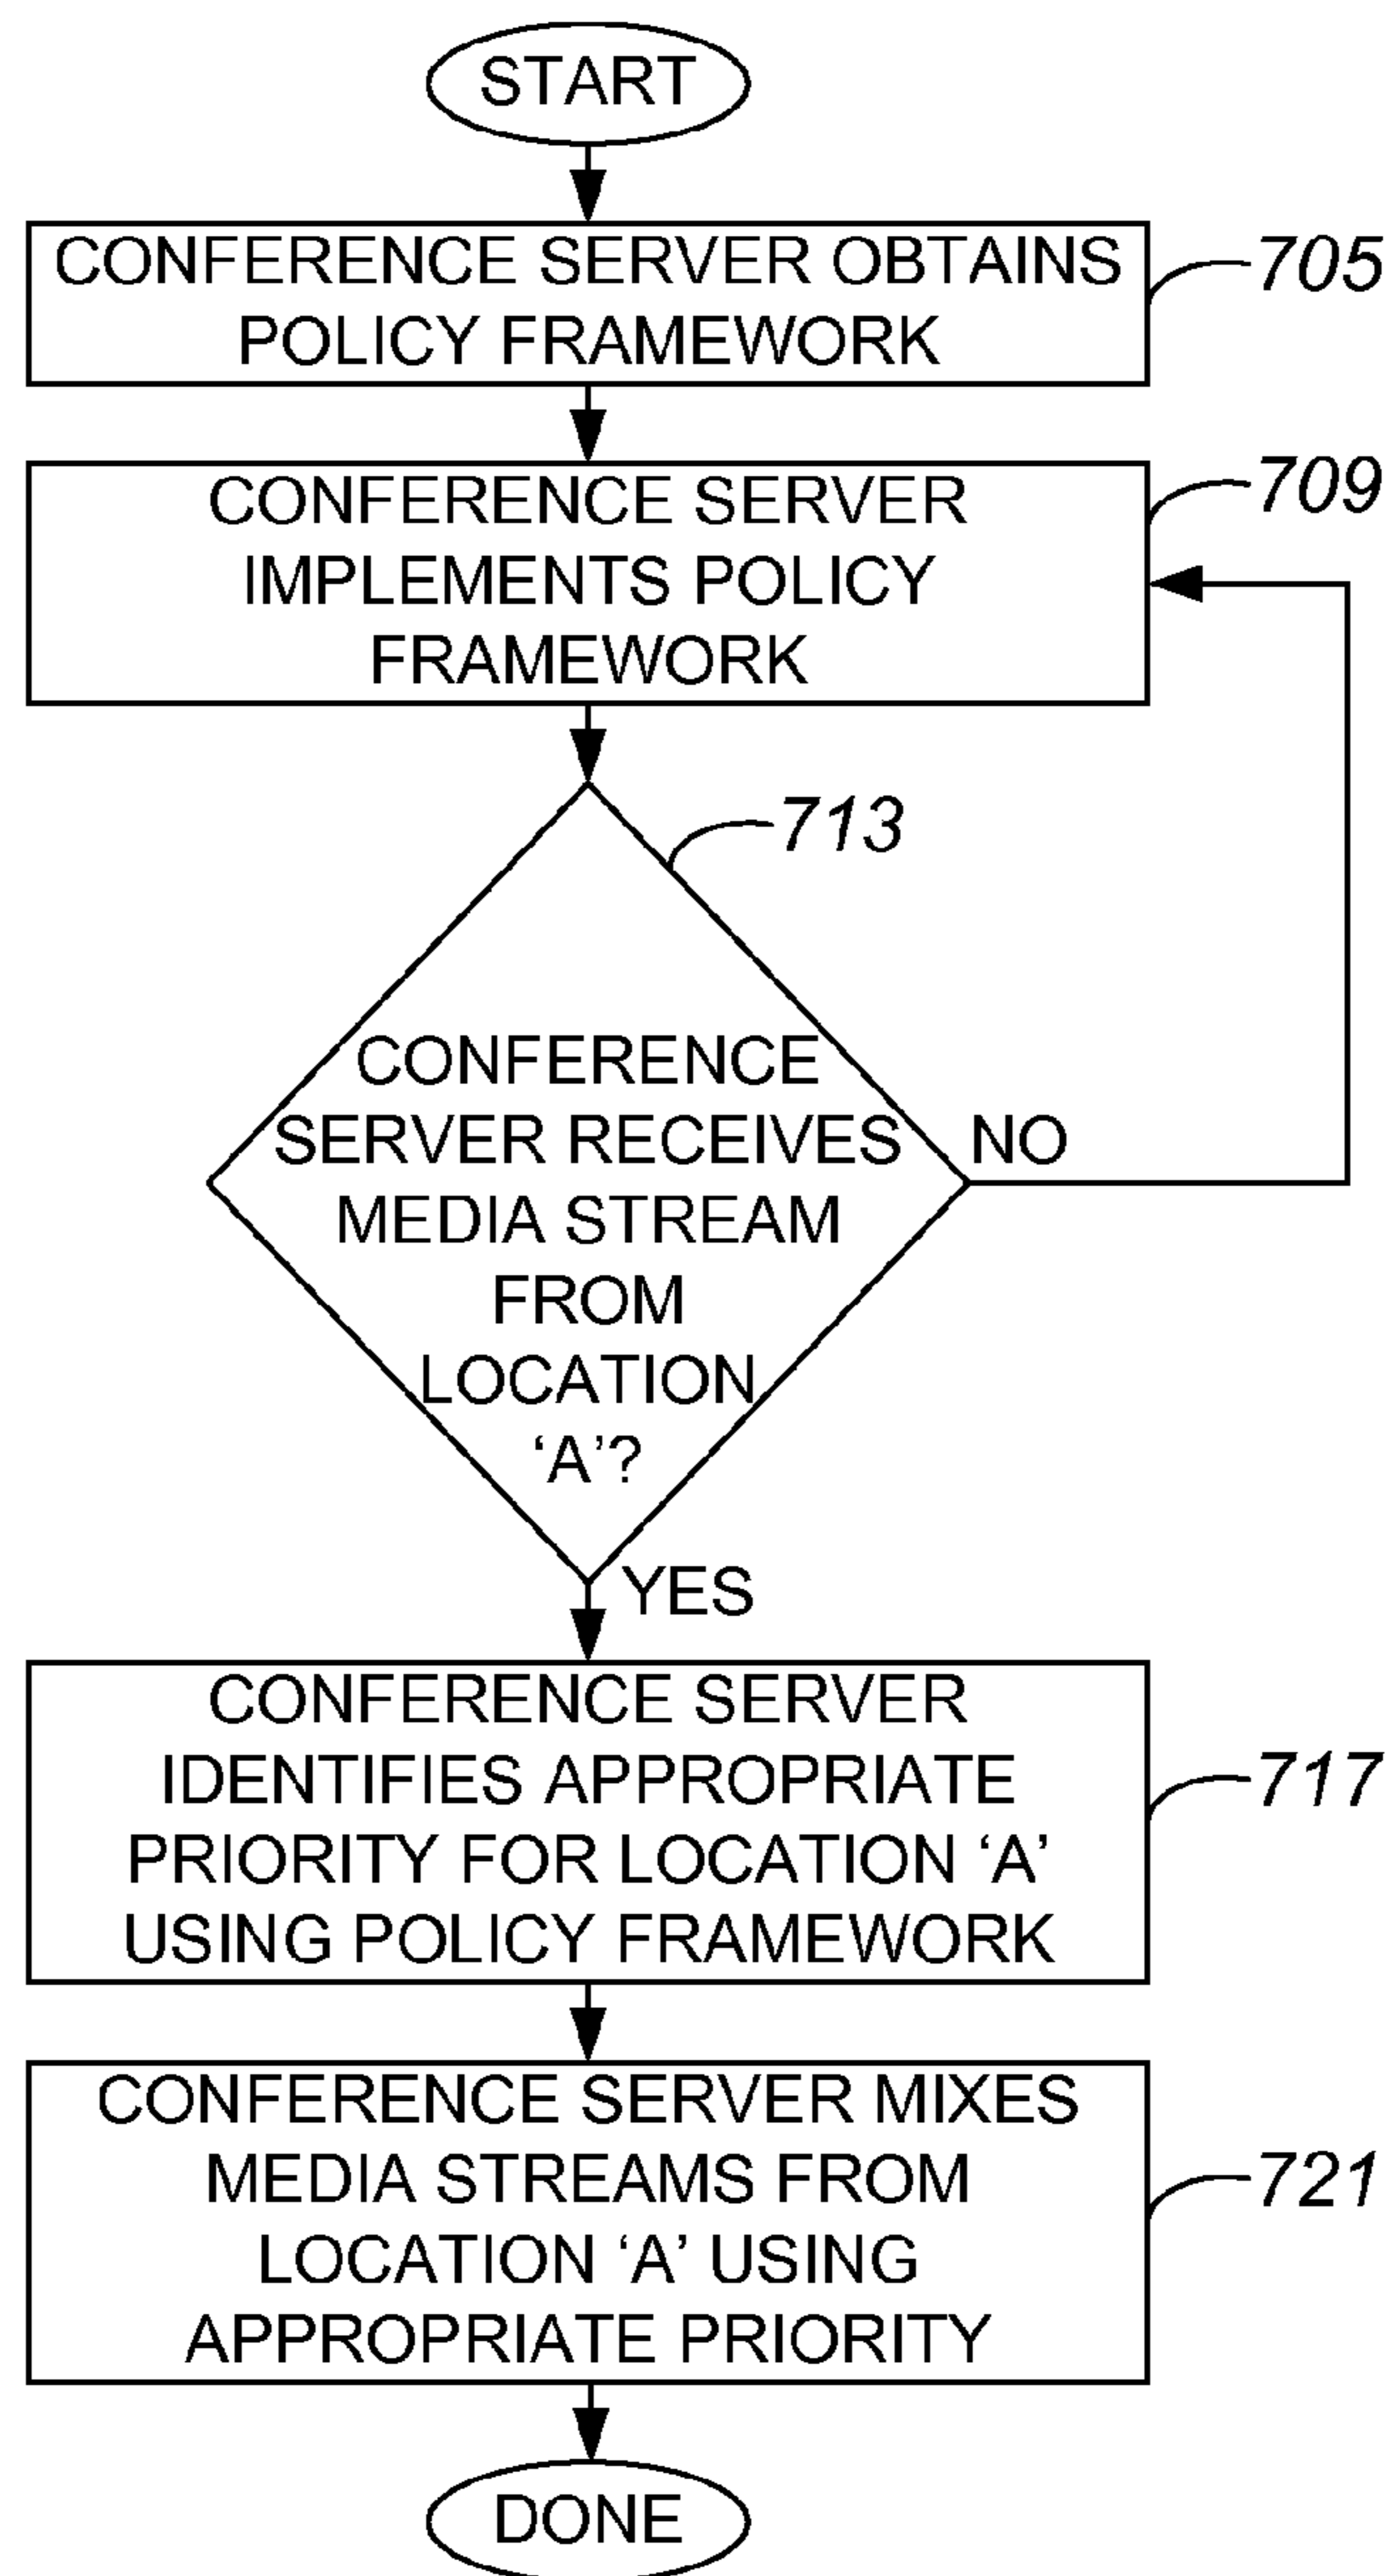 START
CONFERENCE SERVER OBTAINS
POLICY FRAMEWORK
705
CONFERENCE SERVER
IMPLEMENTS POLICY
FRAMEWORK
709
713
CONFERENCE
SERVER RECEIVES
MEDIA STREAM
FROM
LOCATION
‘A’?
NO
YES
CONFERENCE SERVER
IDENTIFIES APPROPRIATE
PRIORITY FOR LOCATION ‘A’
USING POLICY FRAMEWORK
717
CONFERENCE SERVER MIXES
MEDIA STREAMS FROM
LOCATION ‘A’ USING
APPROPRIATE PRIORITY
721
DONE